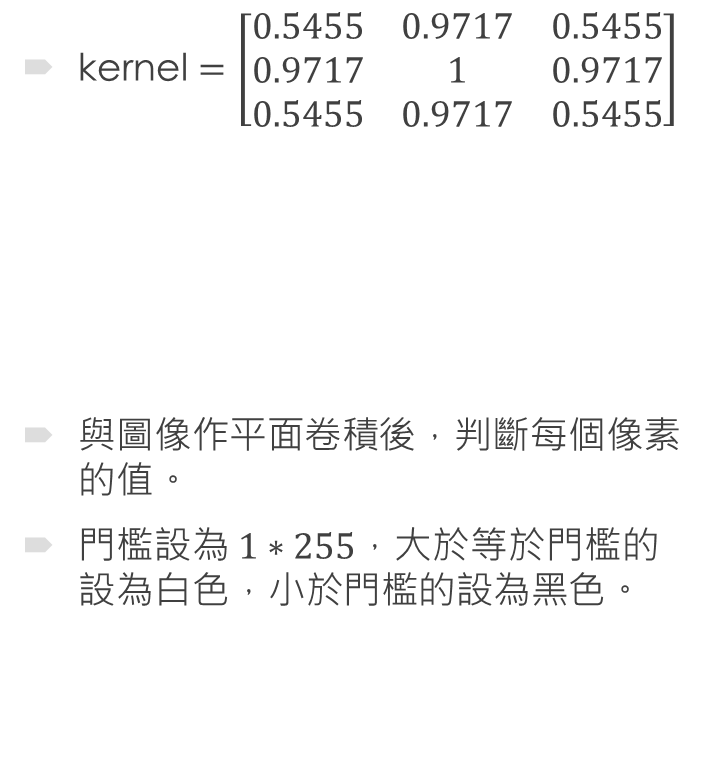 0.5455 0.9717 0.5455
kernel = 0.9717 1 0.9717
0.5455 0.9717 0.5455
與圖像作平面卷積後，判斷每個像素
的值。
門檻設為 1 ∗ 255，大於等於門檻的
設為白色，小於門檻的設為黑色。